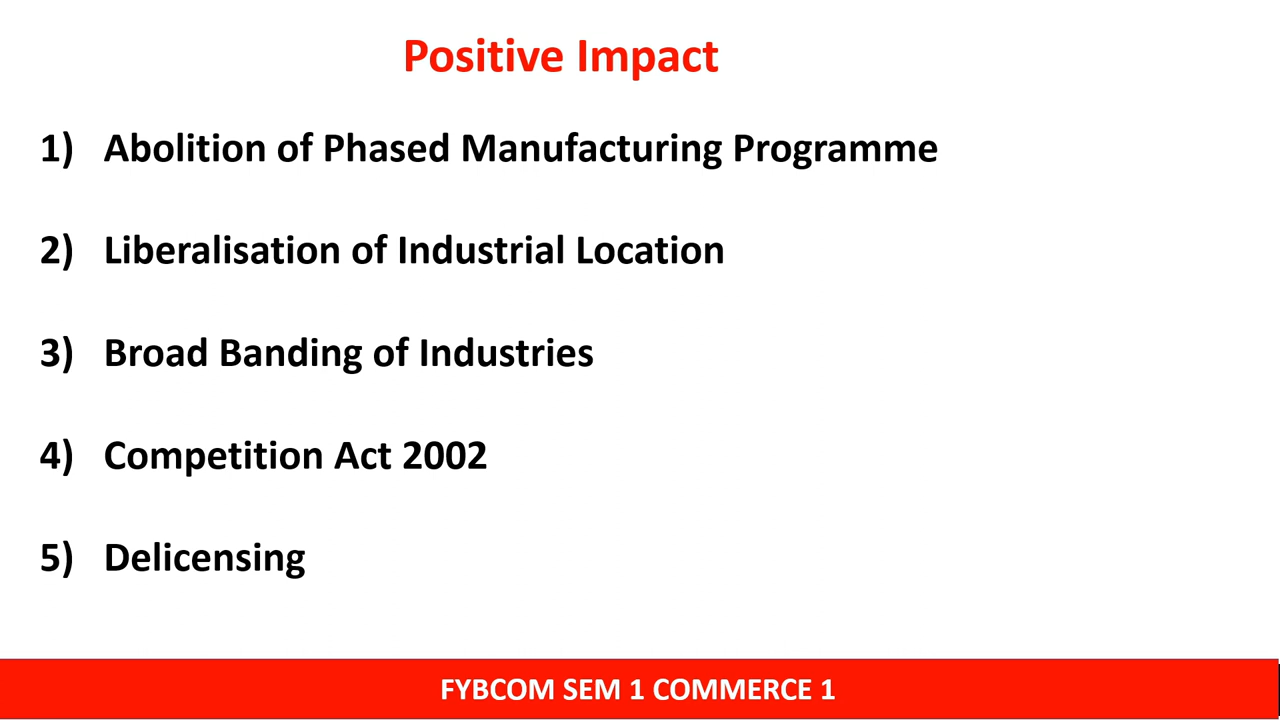 Positive Impact
1) Abolition of Phased Manufacturing Programme
2) Liberalisation of Industrial Location
3) Broad Banding of Industries
4) Competition Act 2002
5) Delicensing
FYBCOM SEM 1 COMMERCE 1